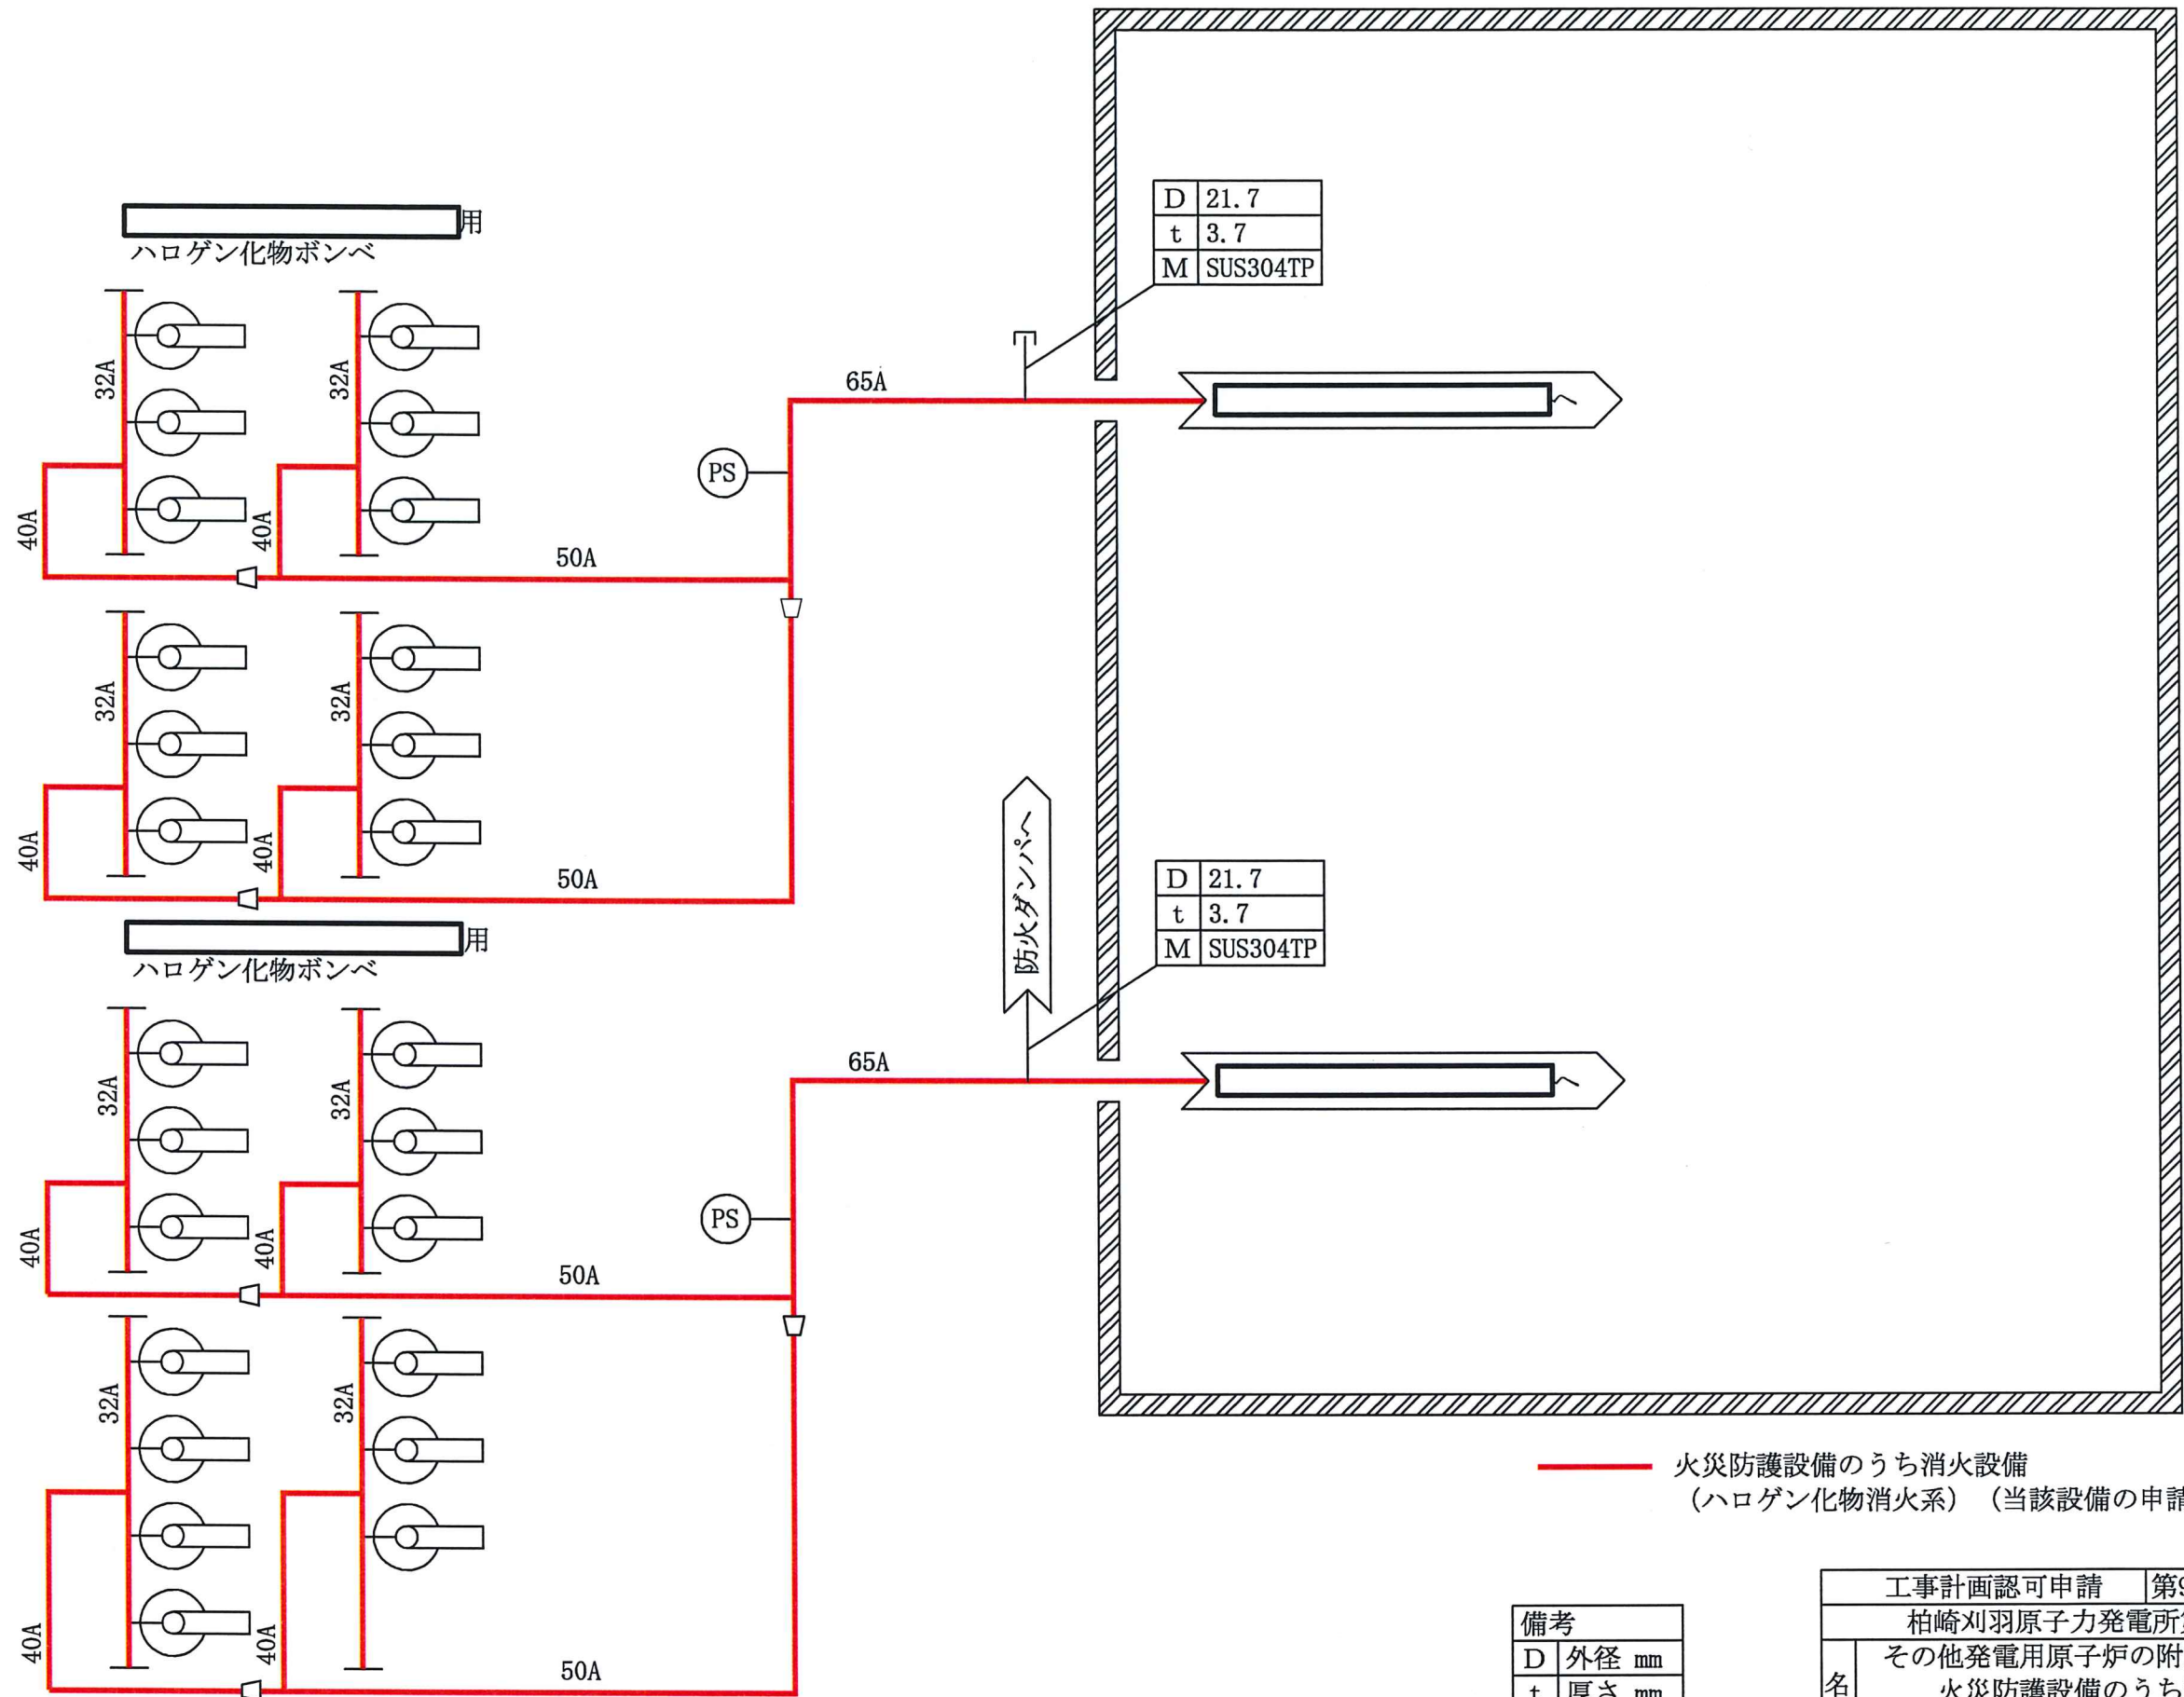 用
ハロゲン化物ボンベ
32A
32A
40A
40A
50A
D 21.7
t 3.7
M SUS304TP
65A
PS
へ
32A
32A
40A
40A
50A
用
ハロゲン化物ボンベ
防火ダンパへ
D 21.7
t 3.7
M SUS304TP
32A
32A
40A
40A
50A
65A
PS
へ
32A
32A
40A
40A
50A
火災防護設備のうち消火設備
(ハロゲン化物消火系) (当該設備の申請
備考
D 外径 mm
t 厚さ mm
工事計画認可申請 第9
柏崎刈羽原子力発電所
名
その他発電用原子炉の附
火災防護設備のうち